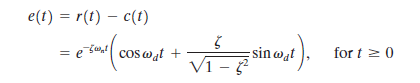 e(t) = r(t) − c(t)
= e^{−ζω_n t} ( cos ω_d t + ζ / √(1 − ζ²) sin ω_d t ), for t ≥ 0